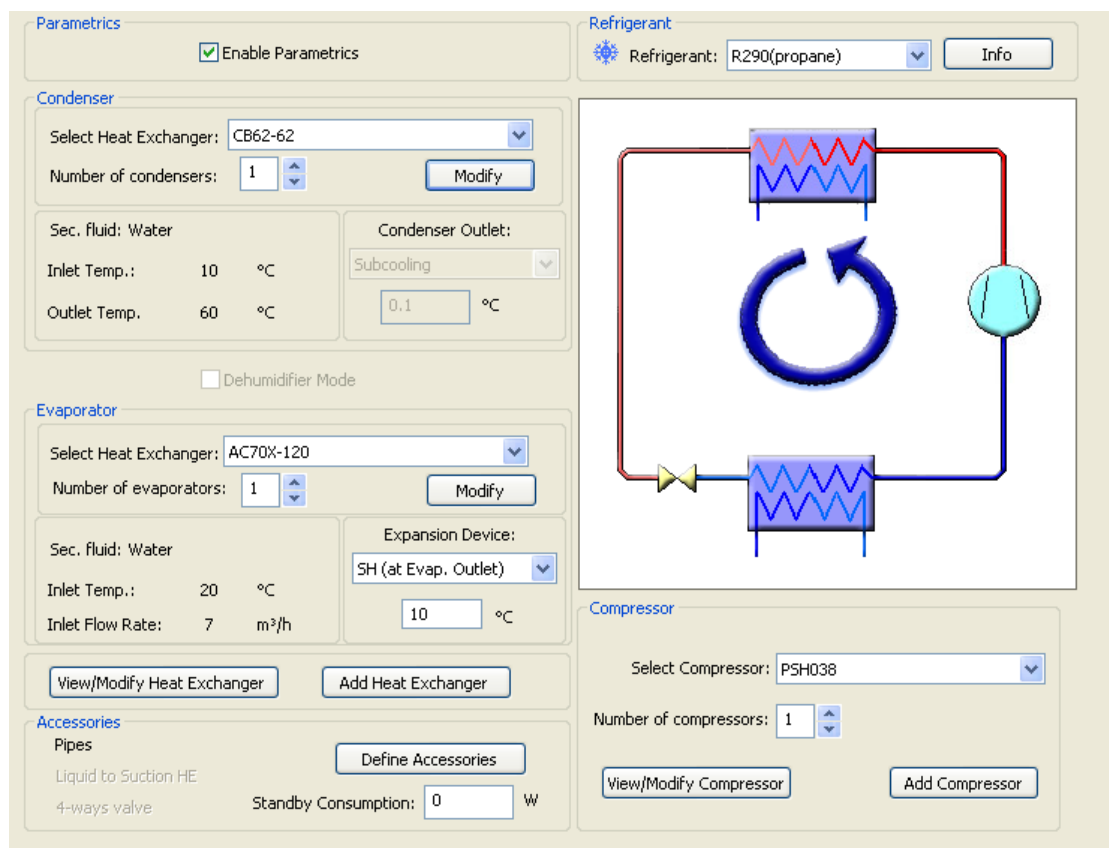 Parametrics
Enable Parametrics
Refrigerant
Refrigerant: R290(propane) Info
Condenser
Select Heat Exchanger: CB62-62
Number of condensers: 1 Modify
Sec. fluid: Water
Inlet Temp.: 10 °C
Outlet Temp. 60 °C
Condenser Outlet:
Subcooling
0.1 °C
Dehumidifier Mode
Evaporator
Select Heat Exchanger: AC70X-120
Number of evaporators: 1 Modify
Sec. fluid: Water
Inlet Temp.: 20 °C
Inlet Flow Rate: 7 m³/h
Expansion Device:
SH (at Evap. Outlet)
10 °C
View/Modify Heat Exchanger Add Heat Exchanger
Accessories
Pipes
Liquid to Suction HE
4-ways valve
Define Accessories
Standby Consumption: 0 W
Compressor
Select Compressor: PSH038
Number of compressors: 1
View/Modify Compressor Add Compressor